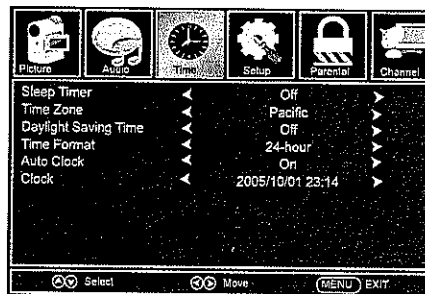 Picture Audio Time Setup Parental Channel
Sleep Timer Off
Time Zone Pacific
Daylight Saving Time Off
Time Format 24-hour
Auto Clock On
Clock 2005/10/01 23:14
Select Move MENU EXIT